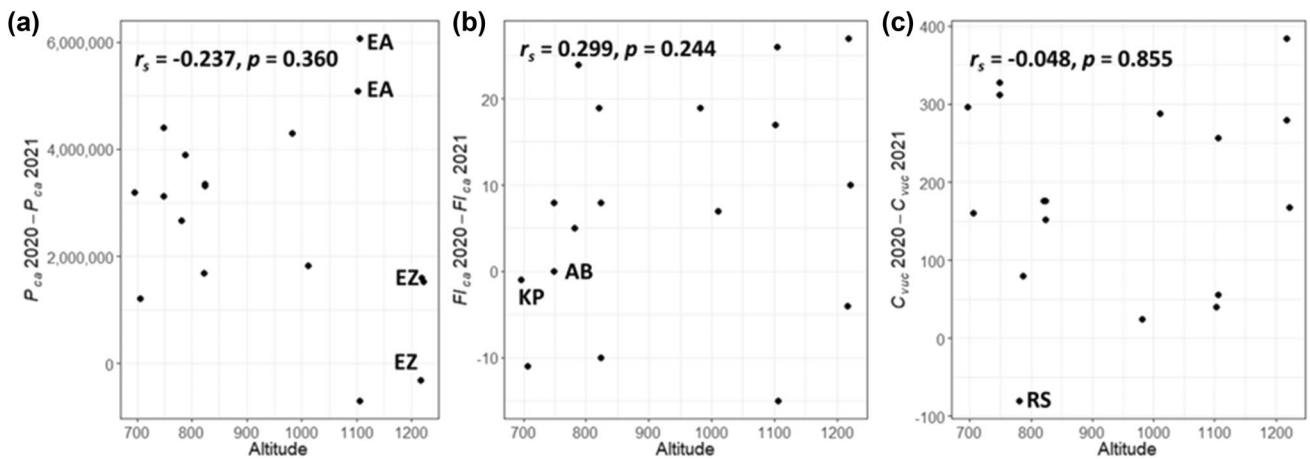 (a)
r_s = -0.237, p = 0.360
EA
EA
EZ
EZ
6,000,000
4,000,000
2,000,000
0
P_ca 2020 – P_ca 2021
700 800 900 1000 1100 1200
Altitude
(b)
r_s = 0.299, p = 0.244
AB
KP
20
10
0
-10
FI_ca 2020 – FI_ca 2021
700 800 900 1000 1100 1200
Altitude
(c)
r_s = -0.048, p = 0.855
RS
400
300
200
100
0
-100
C_vuc 2020 – C_vuc 2021
700 800 900 1000 1100 1200
Altitude